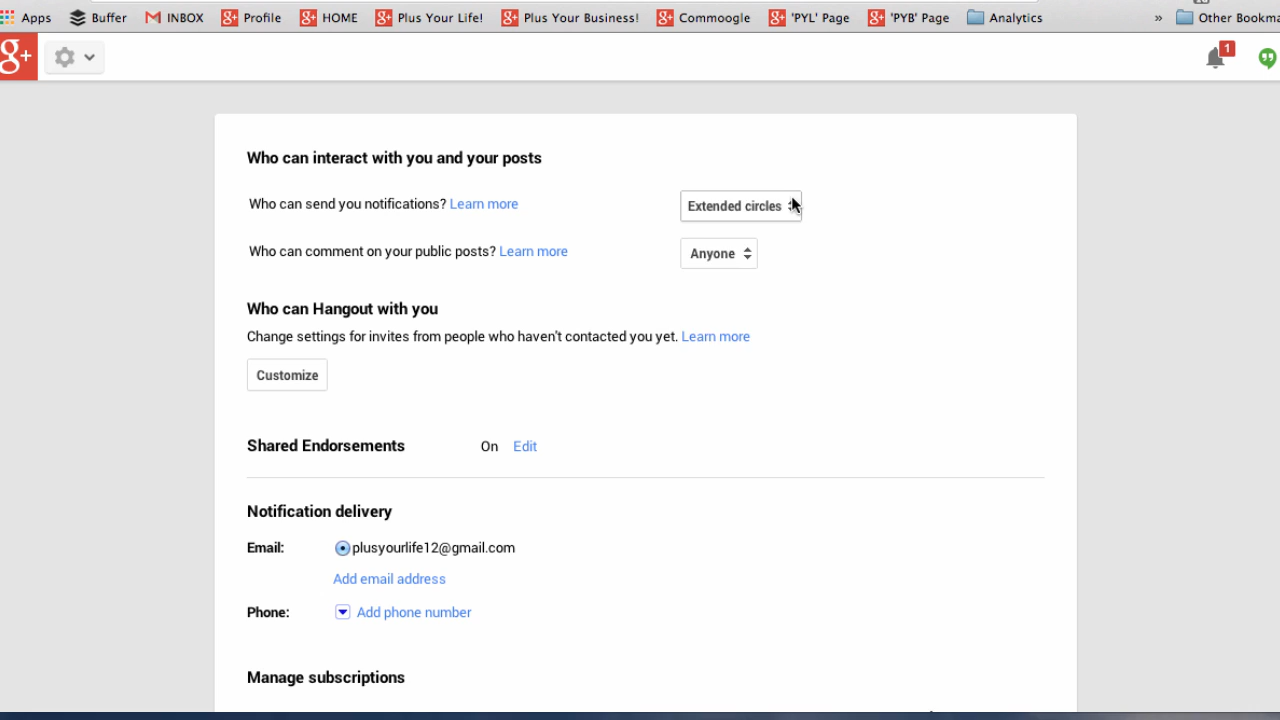 Apps Buffer INBOX g+ Profile g+ HOME g+ Plus Your Life! g+ Plus Your Business! g+ Commoogle g+ 'PYL' Page g+ 'PYB' Page Analytics » Other Bookma
g+ 1
Who can interact with you and your posts
Who can send you notifications? Learn more Extended circles
Who can comment on your public posts? Learn more Anyone
Who can Hangout with you
Change settings for invites from people who haven't contacted you yet. Learn more
Customize
Shared Endorsements On Edit
Notification delivery
Email: plusyourlife12@gmail.com
Add email address
Phone: Add phone number
Manage subscriptions